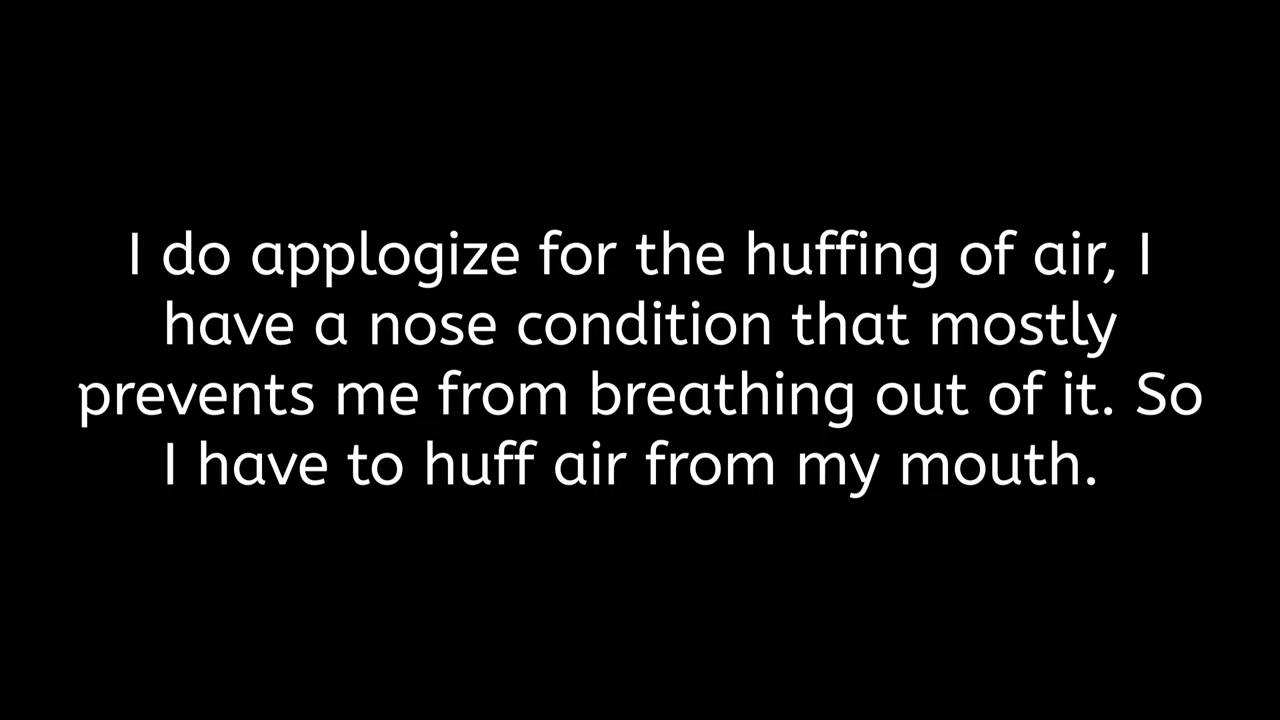 I do applogize for the huffing of air, I
have a nose condition that mostly
prevents me from breathing out of it. So
I have to huff air from my mouth.